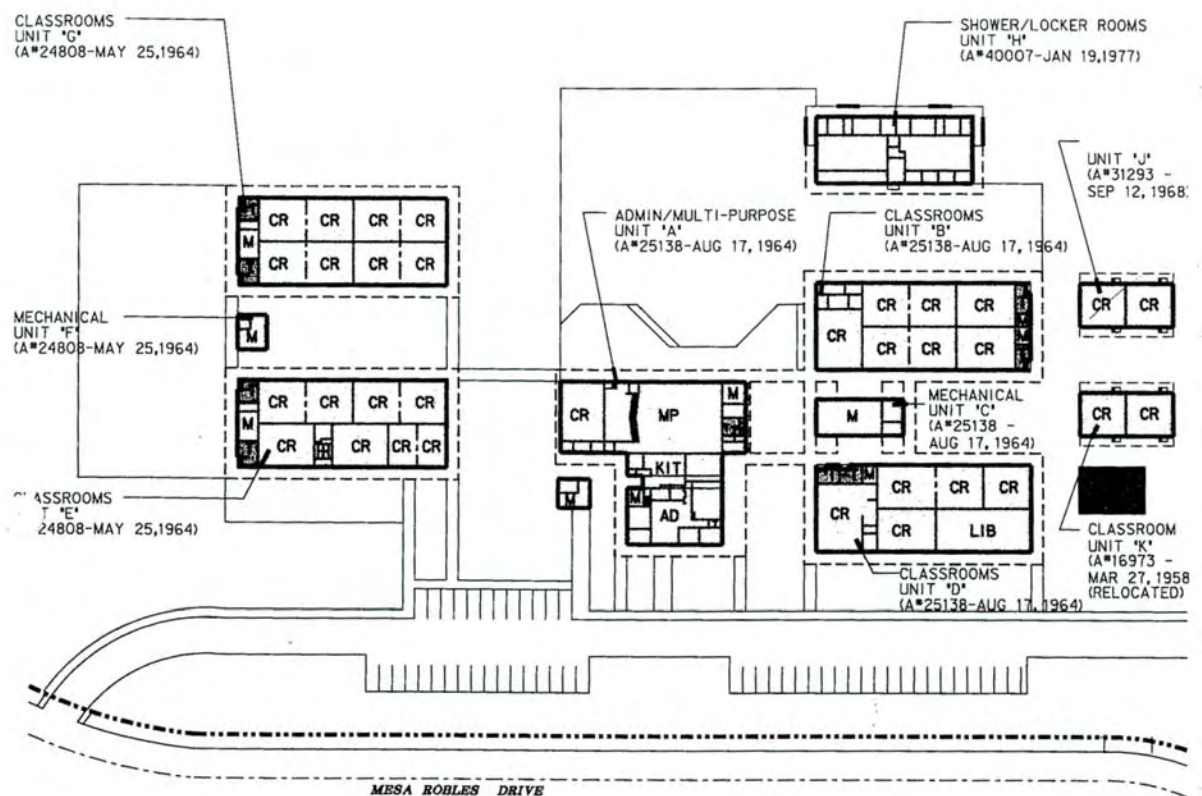 CLASSROOMS
UNIT "G"
(A#24808-MAY 25,1964)
SHOWER/LOCKER ROOMS
UNIT "H"
(A#40007-JAN 19,1977)
UNIT "J"
(A#31293 -
SEP 12, 1968)
ADMIN/MULTI-PURPOSE
UNIT "A"
(A#25138-AUG 17, 1964)
CLASSROOMS
UNIT "B"
(A#25138-AUG 17, 1964)
CR CR CR CR
M
CR CR CR CR
MECHANICAL
UNIT "F"
(A#24808-MAY 25,1964)
M
CR CR CR
CR
CR CR CR
CR CR
CR CR CR CR
M
CR CR CR CR
CR MP M
KIT
M
AD
M
M
MECHANICAL
UNIT "C"
(A#25138 -
AUG 17, 1964)
CR CR
M
CR CR CR
CR
CR LIB
CLASSROOMS
"E"
24808-MAY 25,1964)
CLASSROOMS
UNIT "D"
(A#25138-AUG 17, 1964)
CLASSROOM
UNIT "K"
(A#16973 -
MAR 27, 1958
(RELOCATED)
MESA ROBLES DRIVE